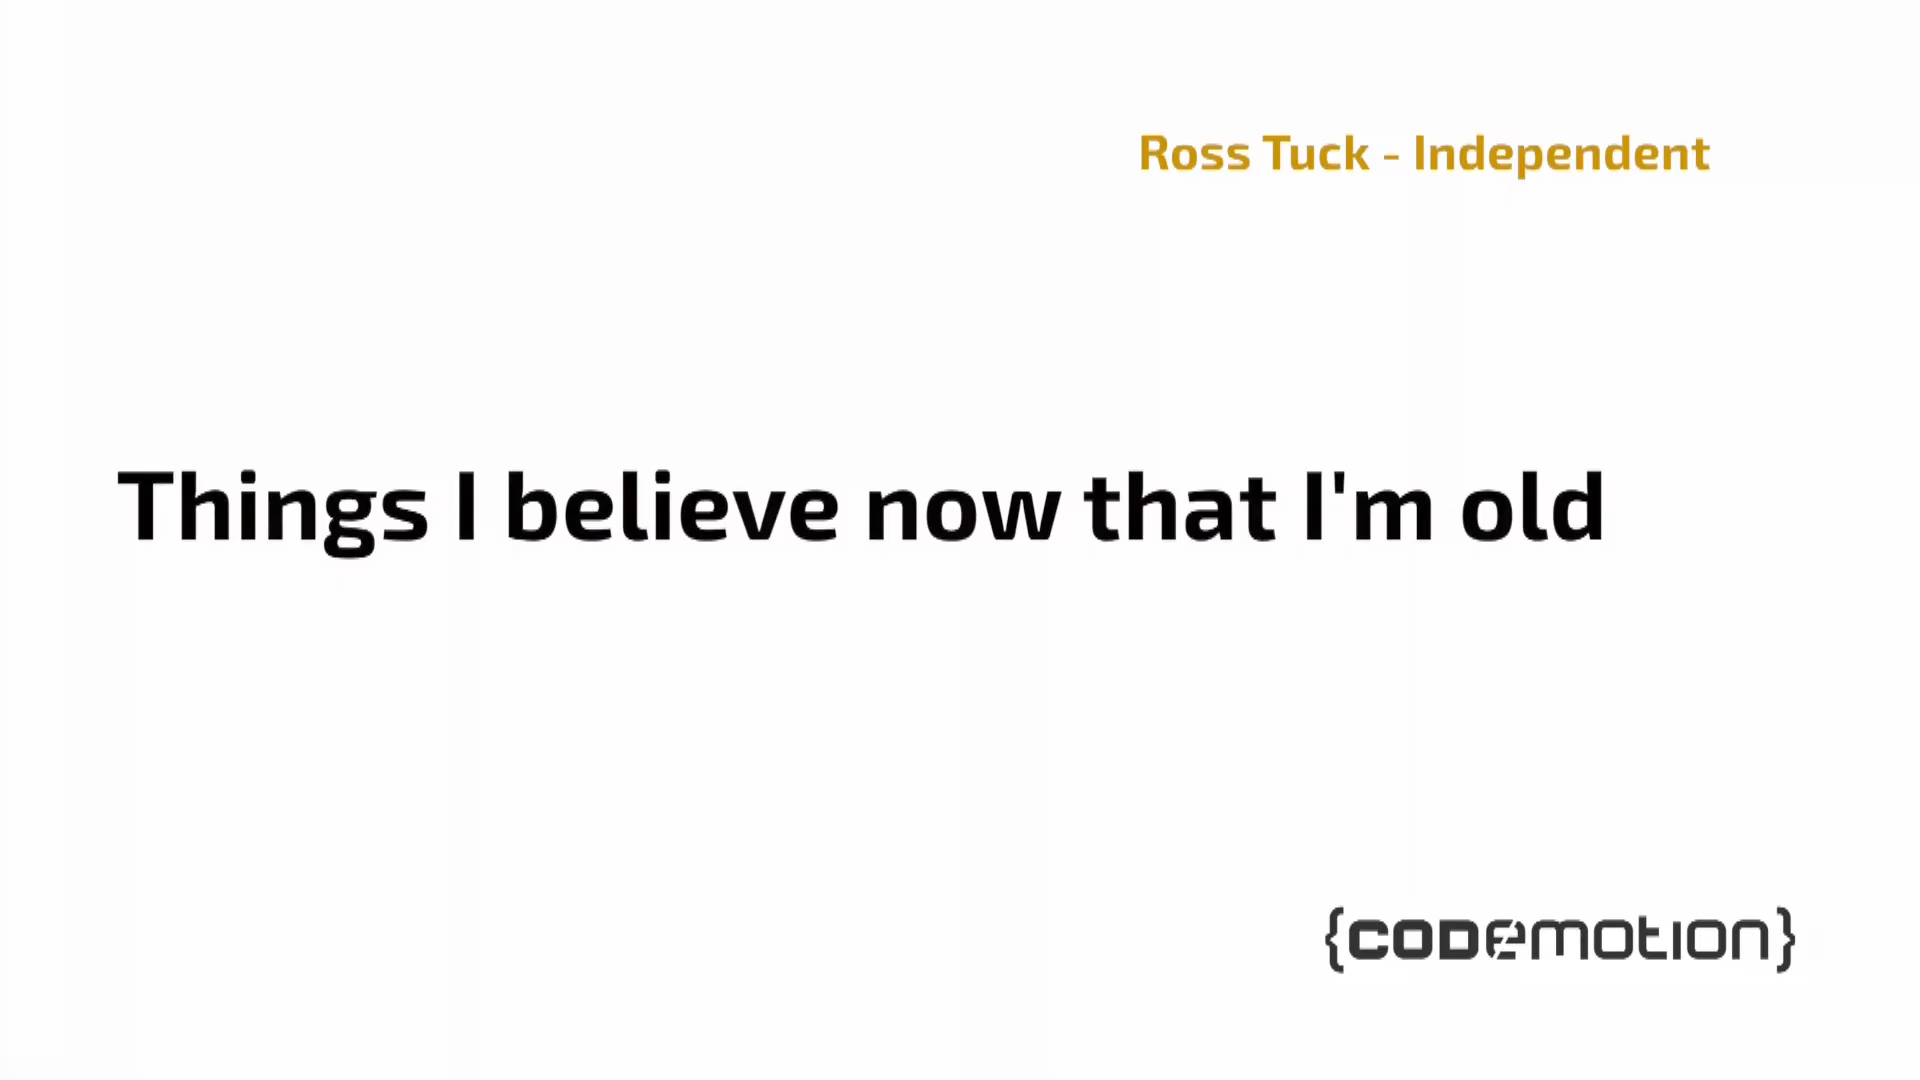 Ross Tuck - Independent
Things I believe now that I'm old
{codemotion}